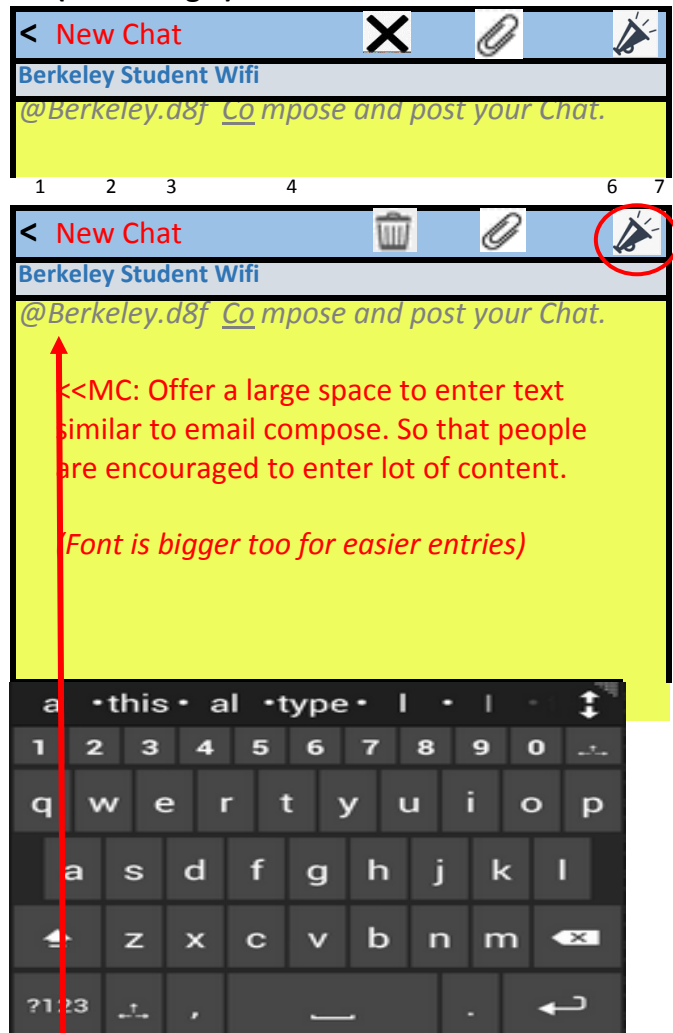 < New Chat
Berkeley Student Wifi
@Berkeley.d8f Co mpose and post your Chat.
1 2 3 4 6 7
< New Chat
Berkeley Student Wifi
@Berkeley.d8f Co mpose and post your Chat.
<<MC: Offer a large space to enter text
similar to email compose. So that people
are encouraged to enter lot of content.
(Font is bigger too for easier entries)
a • this • al • type • l • l
1 2 3 4 5 6 7 8 9 0
q w e r t y u i o p
a s d f g h j k l
z x c v b n m
?123 , .